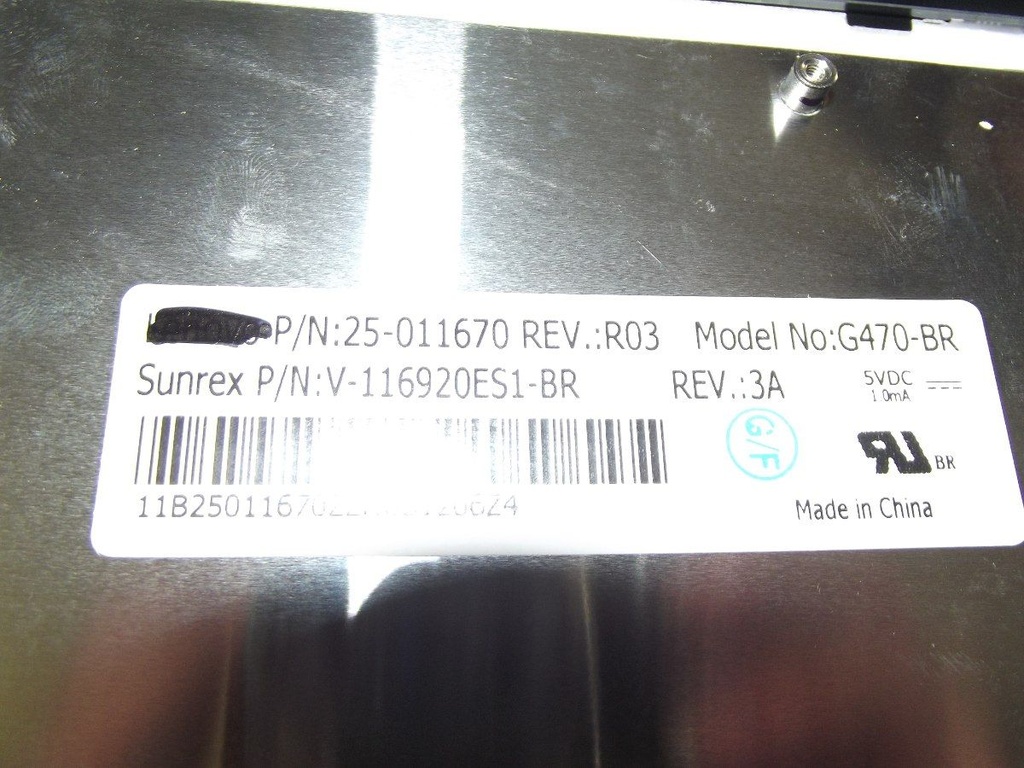 P/N:25-011670 REV.:R03 Model No:G470-BR
Sunrex P/N:V-116920ES1-BR REV.:3A 5VDC
1.0mA
G/F
BR
Made in China